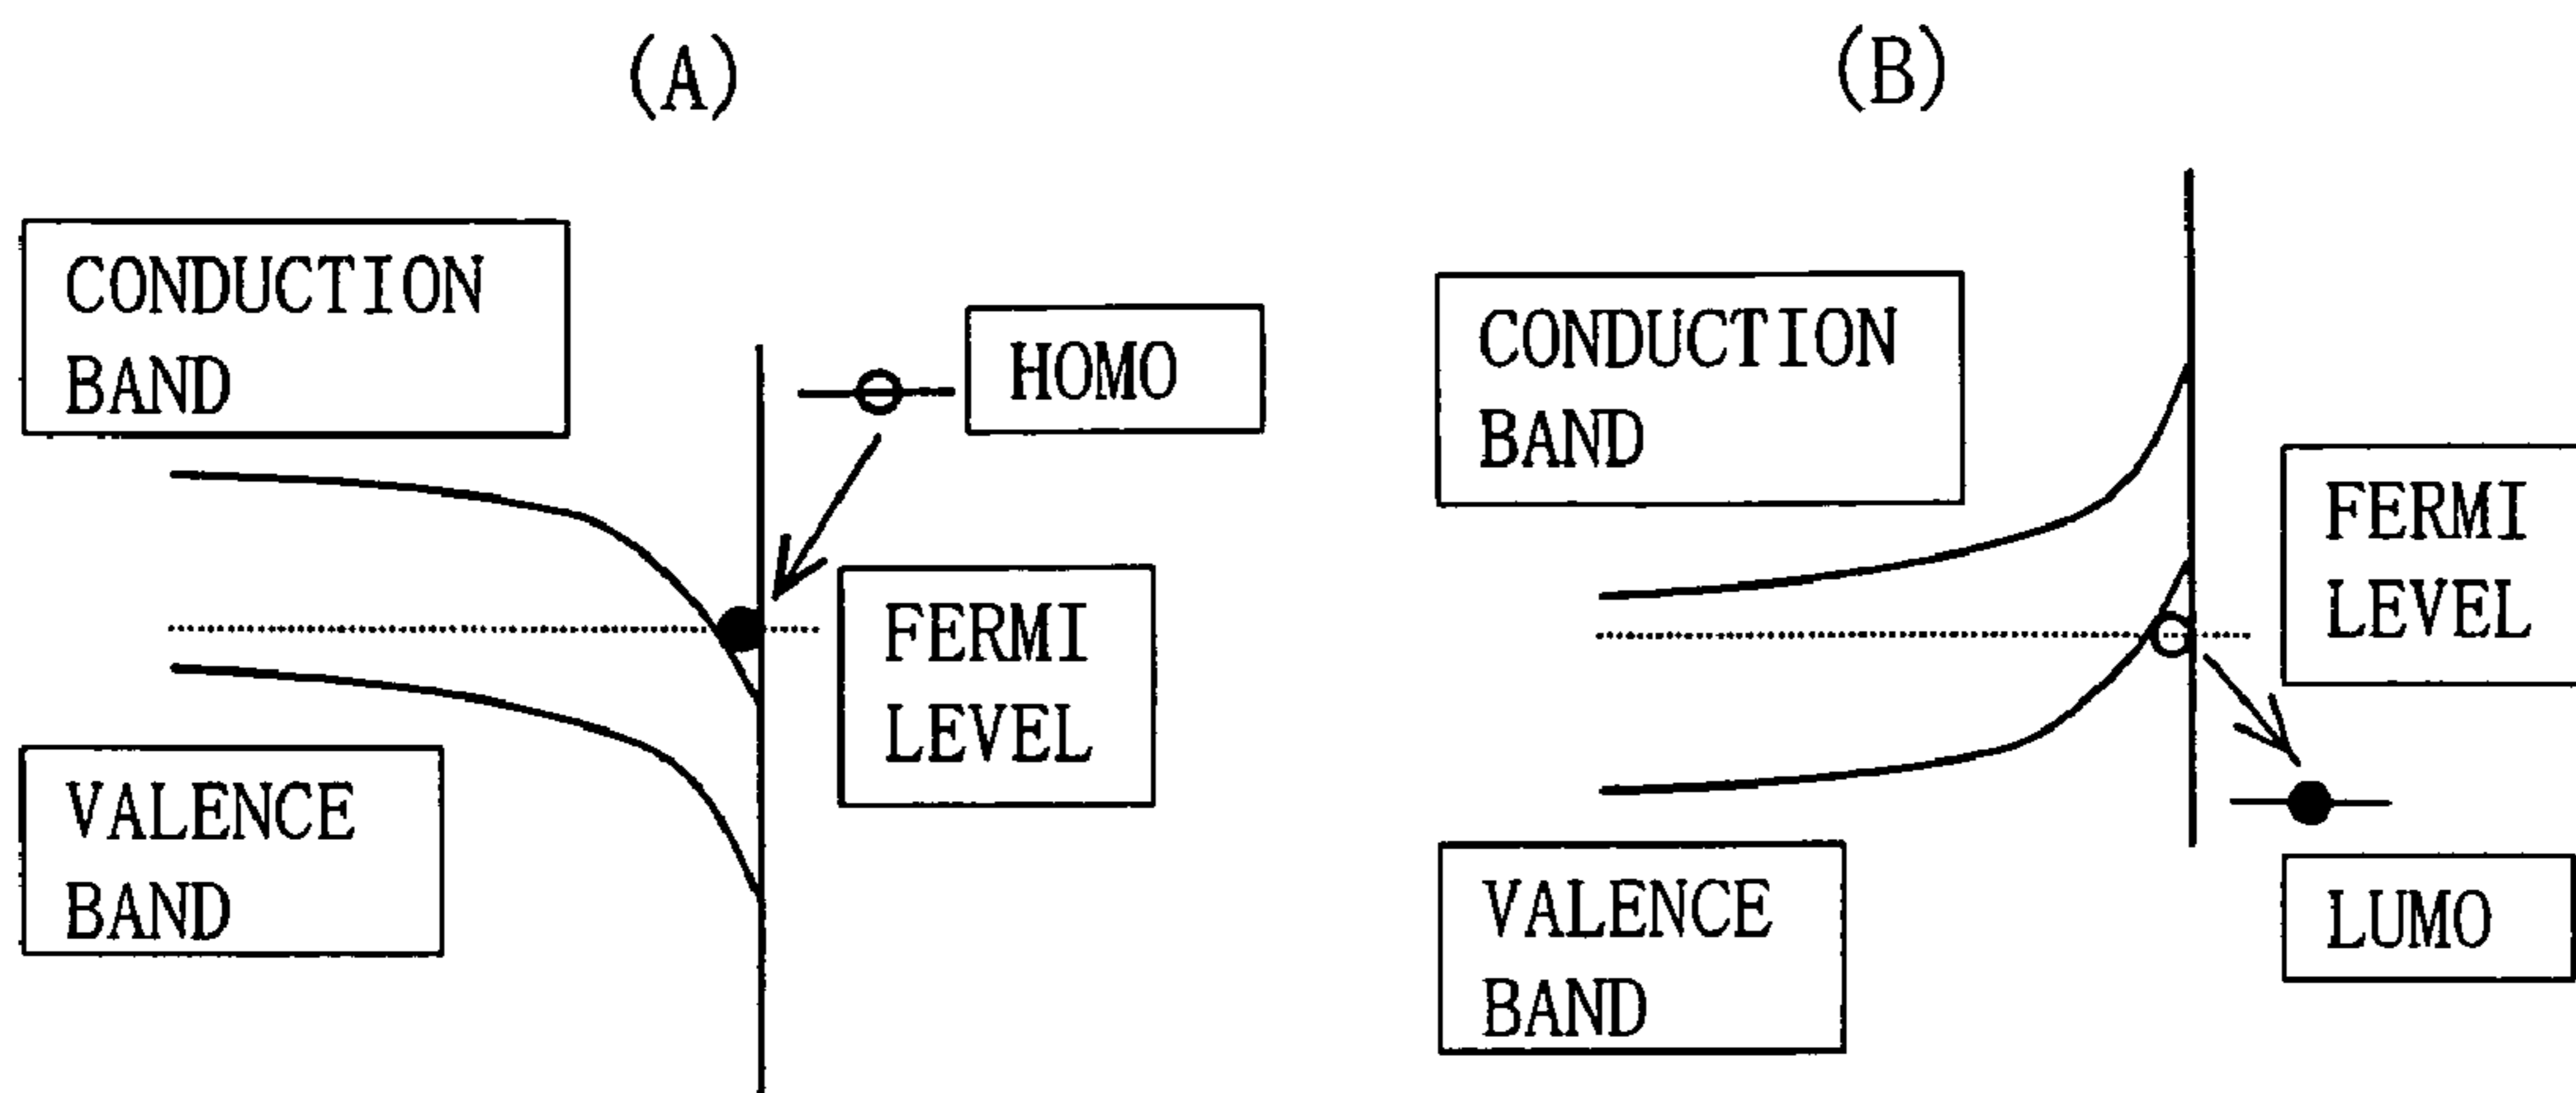 (A)
CONDUCTION
BAND
HOMO
FERMI
LEVEL
VALENCE
BAND
(B)
CONDUCTION
BAND
FERMI
LEVEL
VALENCE
BAND
LUMO